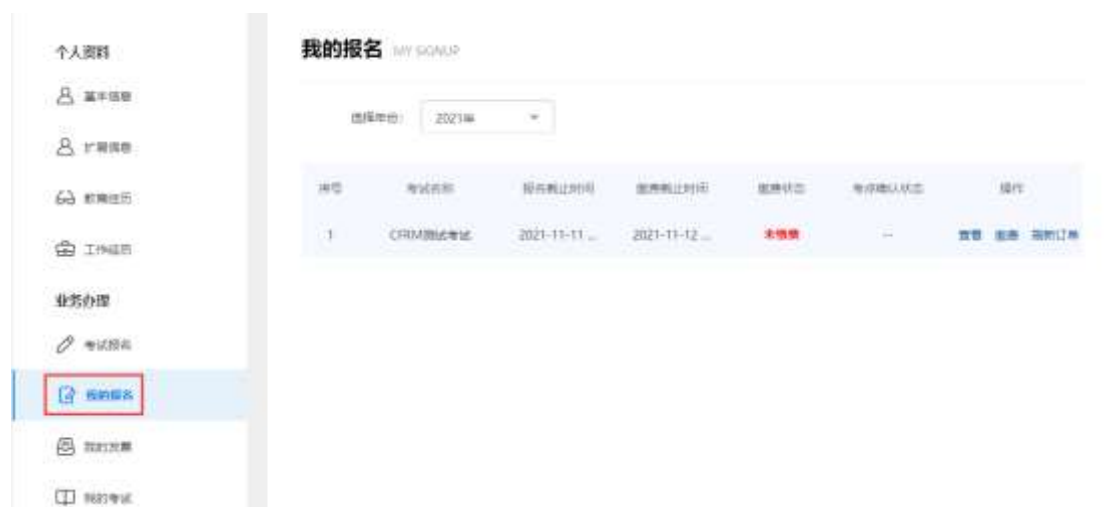 个人资料
基本信息
扩展信息
教育经历
工作经历
业务办理
考试报名
我的报名
我的发票
我的考试
我的报名 MY SIGNUP
选择年份： 2021年
序号 考试名称 报名截止时间 缴费截止时间 缴费状态 考点确认状态 操作
1 CFRM测试考试 2021-11-11 ... 2021-11-12 ... 未缴费 -- 查看 缴费 我的订单